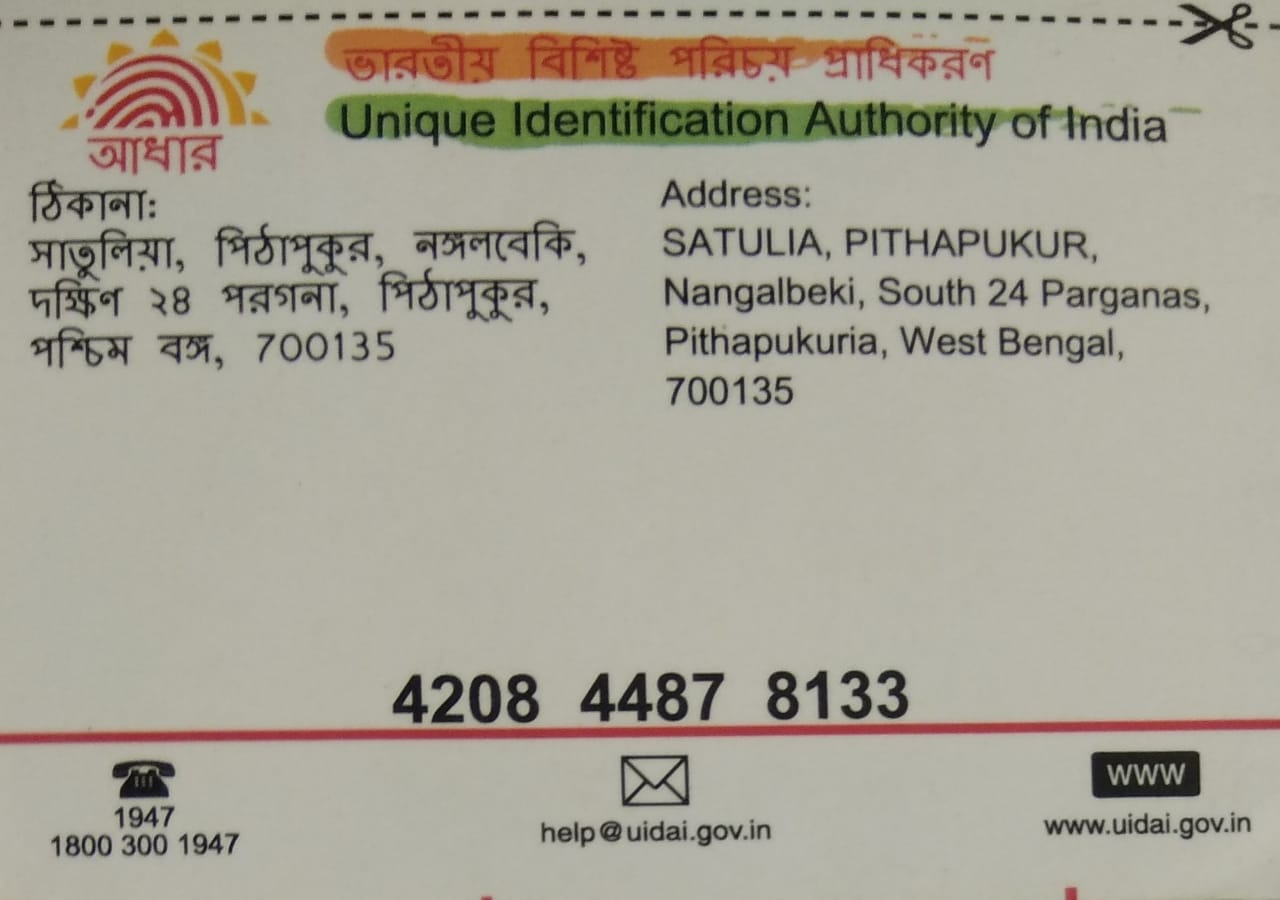 ভারতীয় বিশিষ্ট পরিচয় প্রাধিকরণ
Unique Identification Authority of India
আধার
ঠিকানা:
সাতুলিয়া, পিঠাপুকুর, নঙ্গলবেকি,
দক্ষিণ ২৪ পরগনা, পিঠাপুকুর,
পশ্চিম বঙ্গ, 700135
Address:
SATULIA, PITHAPUKUR,
Nangalbeki, South 24 Parganas,
Pithapukuria, West Bengal,
700135
4208 4487 8133
1947
1800 300 1947
help@uidai.gov.in
www
www.uidai.gov.in